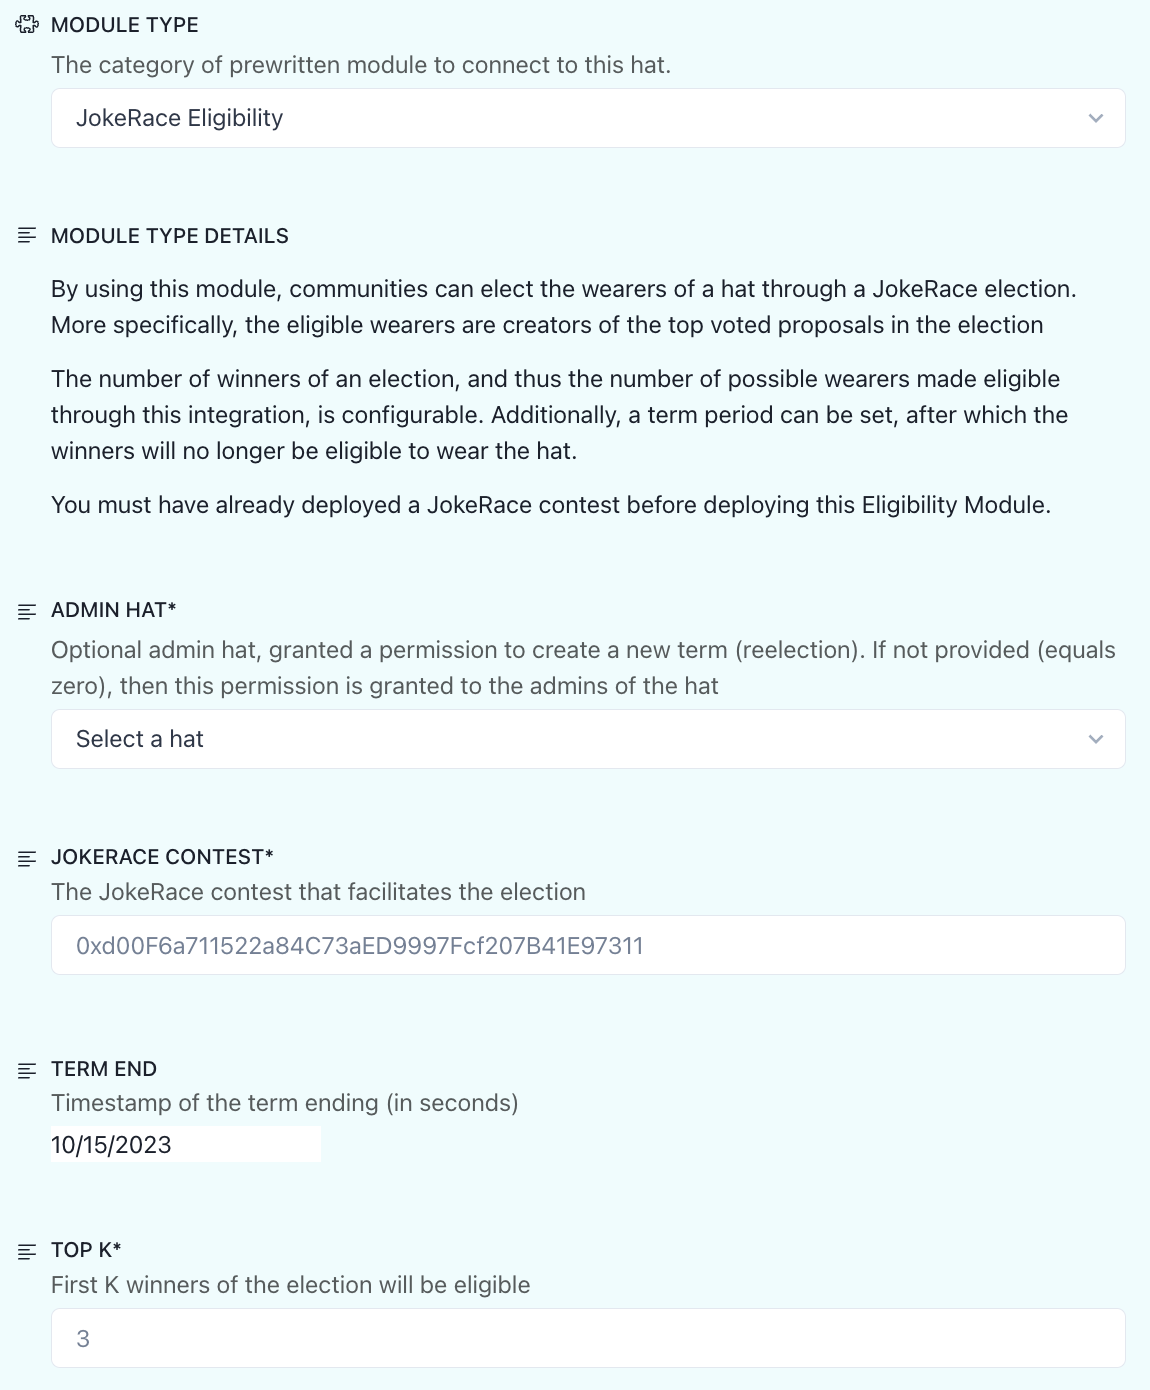 MODULE TYPE
The category of prewritten module to connect to this hat.
JokeRace Eligibility
MODULE TYPE DETAILS
By using this module, communities can elect the wearers of a hat through a JokeRace election.
More specifically, the eligible wearers are creators of the top voted proposals in the election
The number of winners of an election, and thus the number of possible wearers made eligible
through this integration, is configurable. Additionally, a term period can be set, after which the
winners will no longer be eligible to wear the hat.
You must have already deployed a JokeRace contest before deploying this Eligibility Module.
ADMIN HAT*
Optional admin hat, granted a permission to create a new term (reelection). If not provided (equals
zero), then this permission is granted to the admins of the hat
Select a hat
JOKERACE CONTEST*
The JokeRace contest that facilitates the election
0xd00F6a711522a84C73aED9997Fcf207B41E97311
TERM END
Timestamp of the term ending (in seconds)
10/15/2023
TOP K*
First K winners of the election will be eligible
3